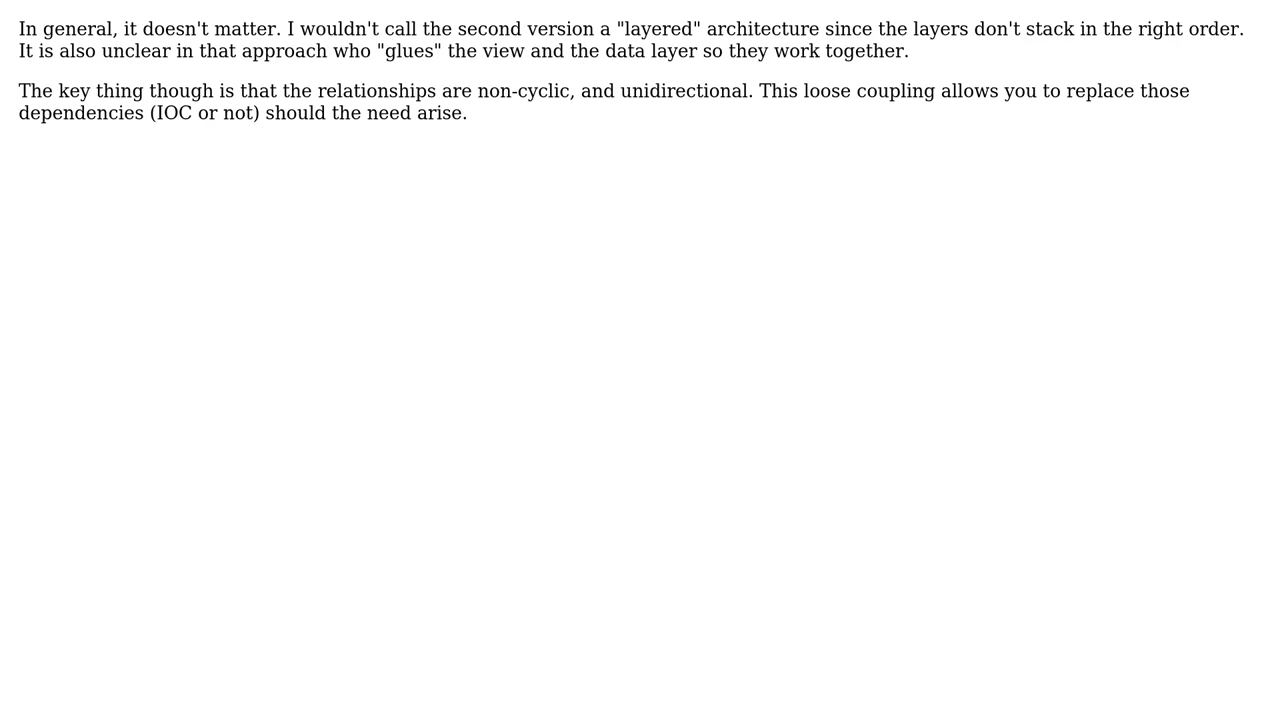 In general, it doesn't matter. I wouldn't call the second version a "layered" architecture since the layers don't stack in the right order.
It is also unclear in that approach who "glues" the view and the data layer so they work together.
The key thing though is that the relationships are non-cyclic, and unidirectional. This loose coupling allows you to replace those
dependencies (IOC or not) should the need arise.